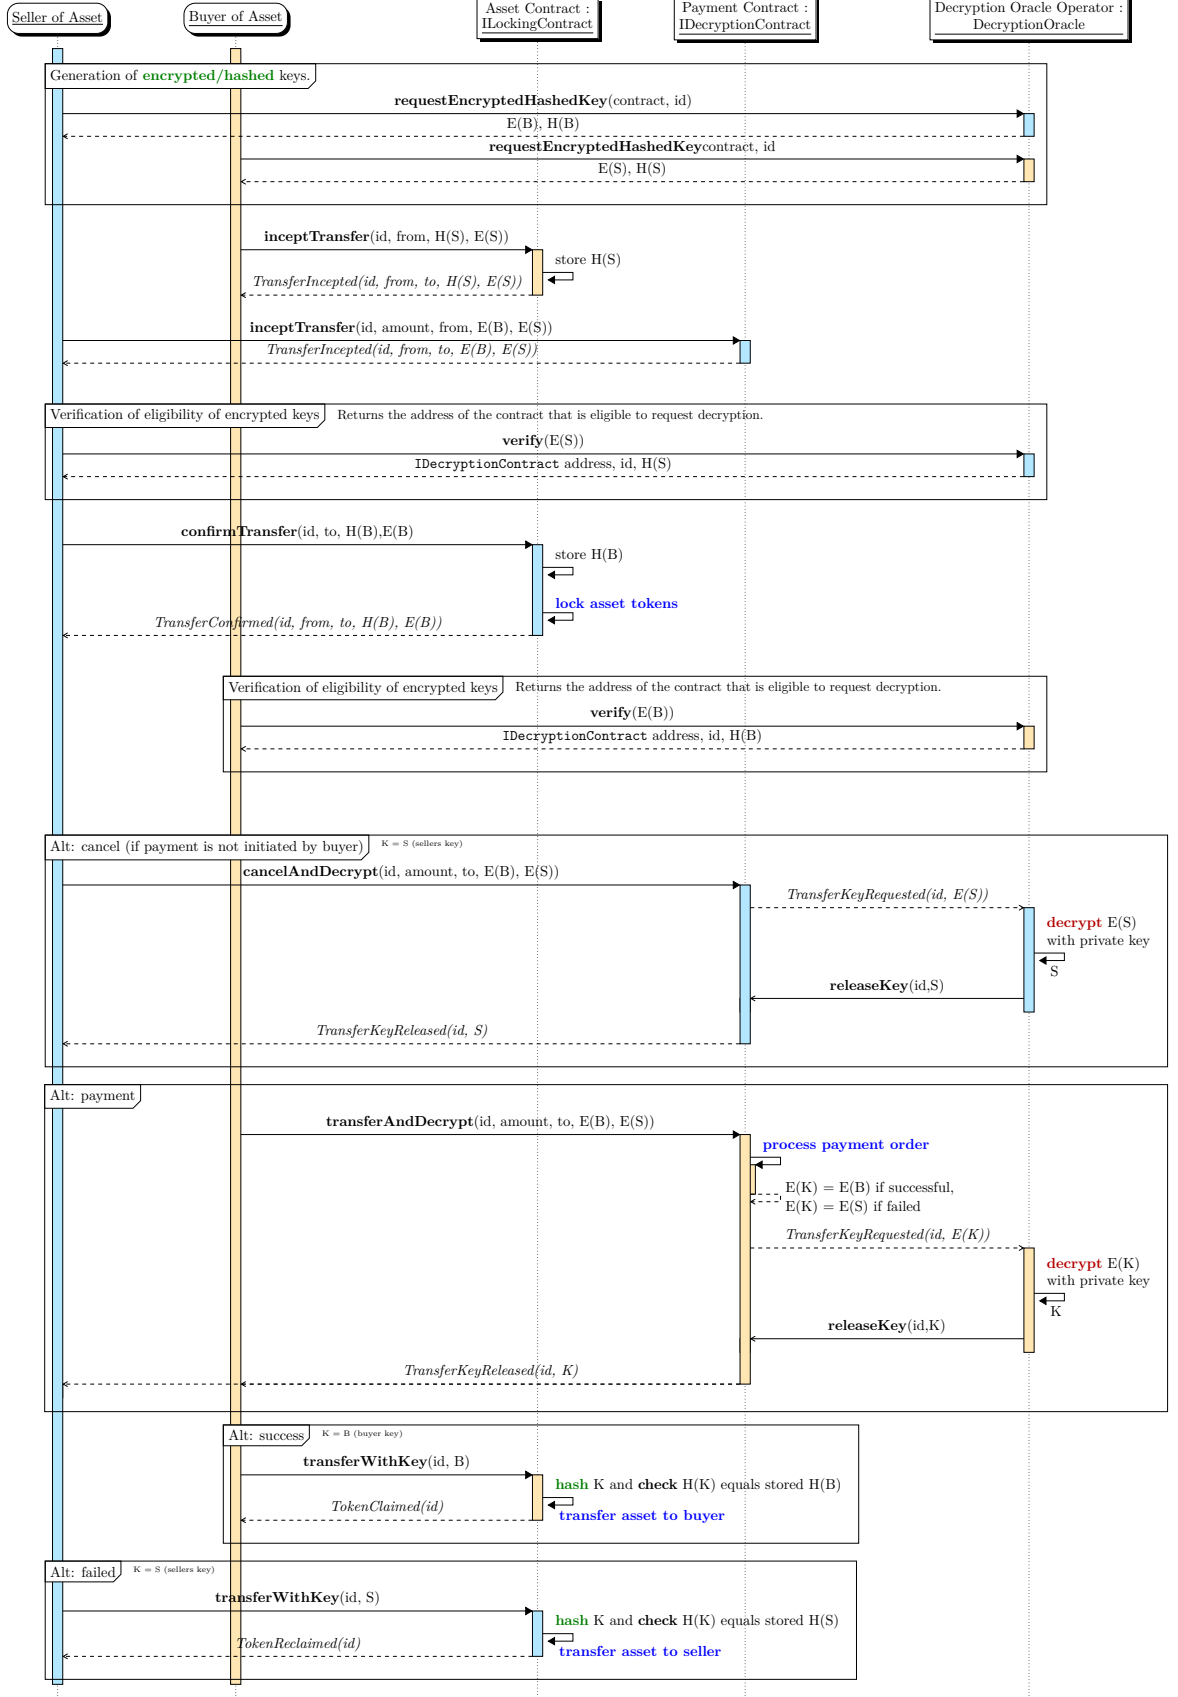 Seller of Asset
Buyer of Asset
Asset Contract :
ILockingContract
Payment Contract :
IDecryptionContract
Decryption Oracle Operator :
DecryptionOracle
Generation of encrypted/hashed keys.
requestEncryptedHashedKey(contract, id)
E(B), H(B)
requestEncryptedHashedKeycontract, id
E(S), H(S)
inceptTransfer(id, from, H(S), E(S))
store H(S)
TransferIncepted(id, from, to, H(S), E(S))
inceptTransfer(id, amount, from, E(B), E(S))
TransferIncepted(id, from, to, E(B), E(S))
Verification of eligibility of encrypted keys
Returns the address of the contract that is eligible to request decryption.
verify(E(S))
IDecryptionContract address, id, H(S)
confirmTransfer(id, to, H(B),E(B)
store H(B)
lock asset tokens
TransferConfirmed(id, from, to, H(B), E(B))
Verification of eligibility of encrypted keys
Returns the address of the contract that is eligible to request decryption.
verify(E(B))
IDecryptionContract address, id, H(B)
Alt: cancel (if payment is not initiated by buyer)
K = S (sellers key)
cancelAndDecrypt(id, amount, to, E(B), E(S))
TransferKeyRequested(id, E(S))
decrypt E(S)
with private key
S
releaseKey(id,S)
TransferKeyReleased(id, S)
Alt: payment
transferAndDecrypt(id, amount, to, E(B), E(S))
process payment order
E(K) = E(B) if successful,
E(K) = E(S) if failed
TransferKeyRequested(id, E(K))
decrypt E(K)
with private key
K
releaseKey(id,K)
TransferKeyReleased(id, K)
Alt: success
K = B (buyer key)
transferWithKey(id, B)
hash K and check H(K) equals stored H(B)
TokenClaimed(id)
transfer asset to buyer
Alt: failed
K = S (sellers key)
transferWithKey(id, S)
hash K and check H(K) equals stored H(S)
TokenReclaimed(id)
transfer asset to seller